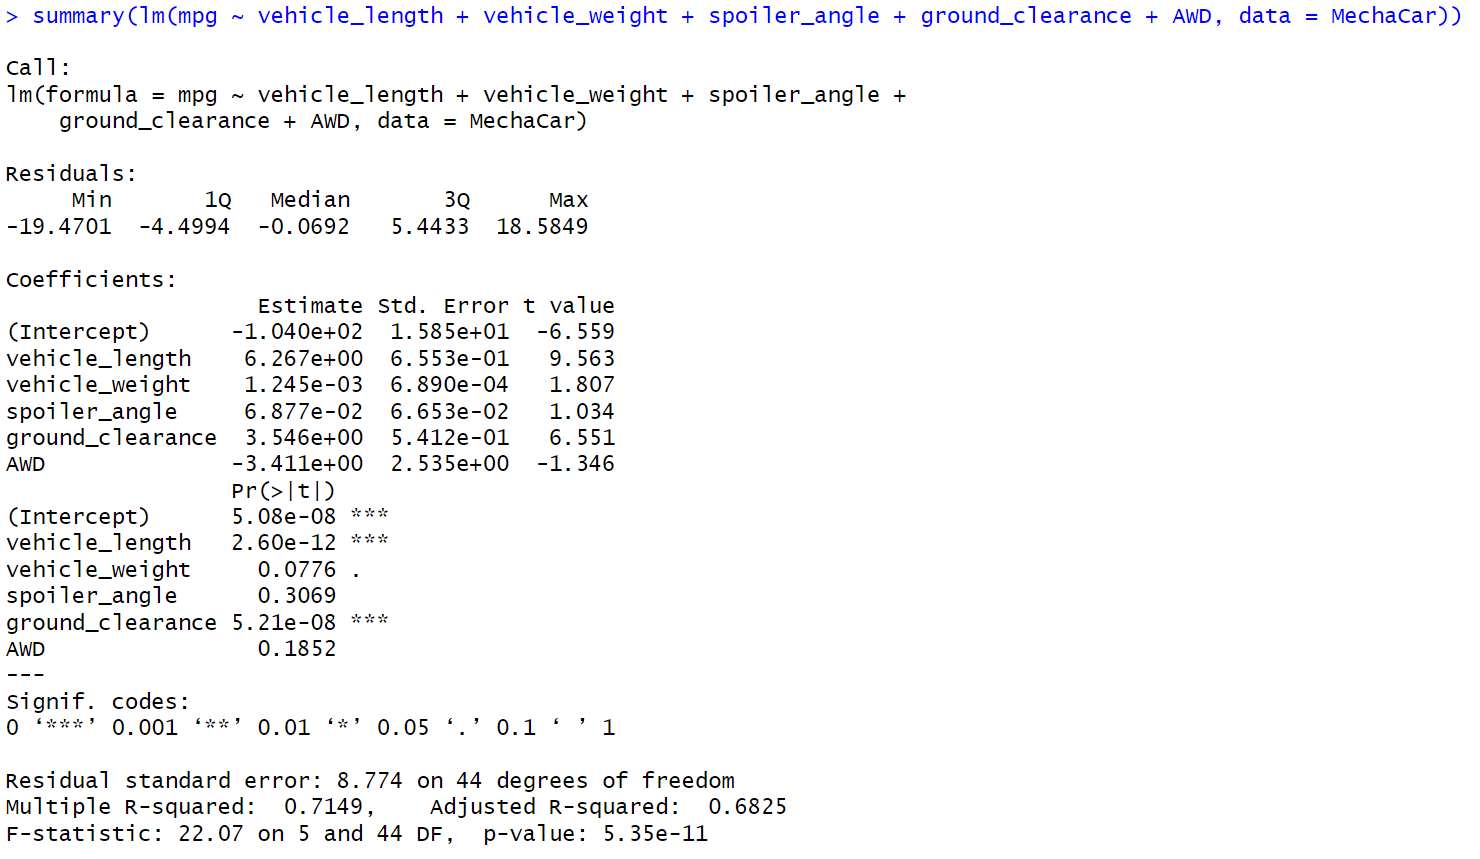 > summary(lm(mpg ~ vehicle_length + vehicle_weight + spoiler_angle + ground_clearance + AWD, data = MechaCar))

Call:
lm(formula = mpg ~ vehicle_length + vehicle_weight + spoiler_angle +
    ground_clearance + AWD, data = MechaCar)

Residuals:
     Min       1Q   Median       3Q      Max
-19.4701  -4.4994  -0.0692   5.4433  18.5849

Coefficients:
                   Estimate Std. Error t value
(Intercept)      -1.040e+02  1.585e+01  -6.559
vehicle_length    6.267e+00  6.553e-01   9.563
vehicle_weight    1.245e-03  6.890e-04   1.807
spoiler_angle     6.877e-02  6.653e-02   1.034
ground_clearance  3.546e+00  5.412e-01   6.551
AWD              -3.411e+00  2.535e+00  -1.346
                 Pr(>|t|)
(Intercept)      5.08e-08 ***
vehicle_length   2.60e-12 ***
vehicle_weight     0.0776 .
spoiler_angle      0.3069
ground_clearance 5.21e-08 ***
AWD                0.1852
---
Signif. codes:
0 ‘***’ 0.001 ‘**’ 0.01 ‘*’ 0.05 ‘.’ 0.1 ‘ ’ 1

Residual standard error: 8.774 on 44 degrees of freedom
Multiple R-squared:  0.7149,    Adjusted R-squared:  0.6825
F-statistic: 22.07 on 5 and 44 DF,  p-value: 5.35e-11